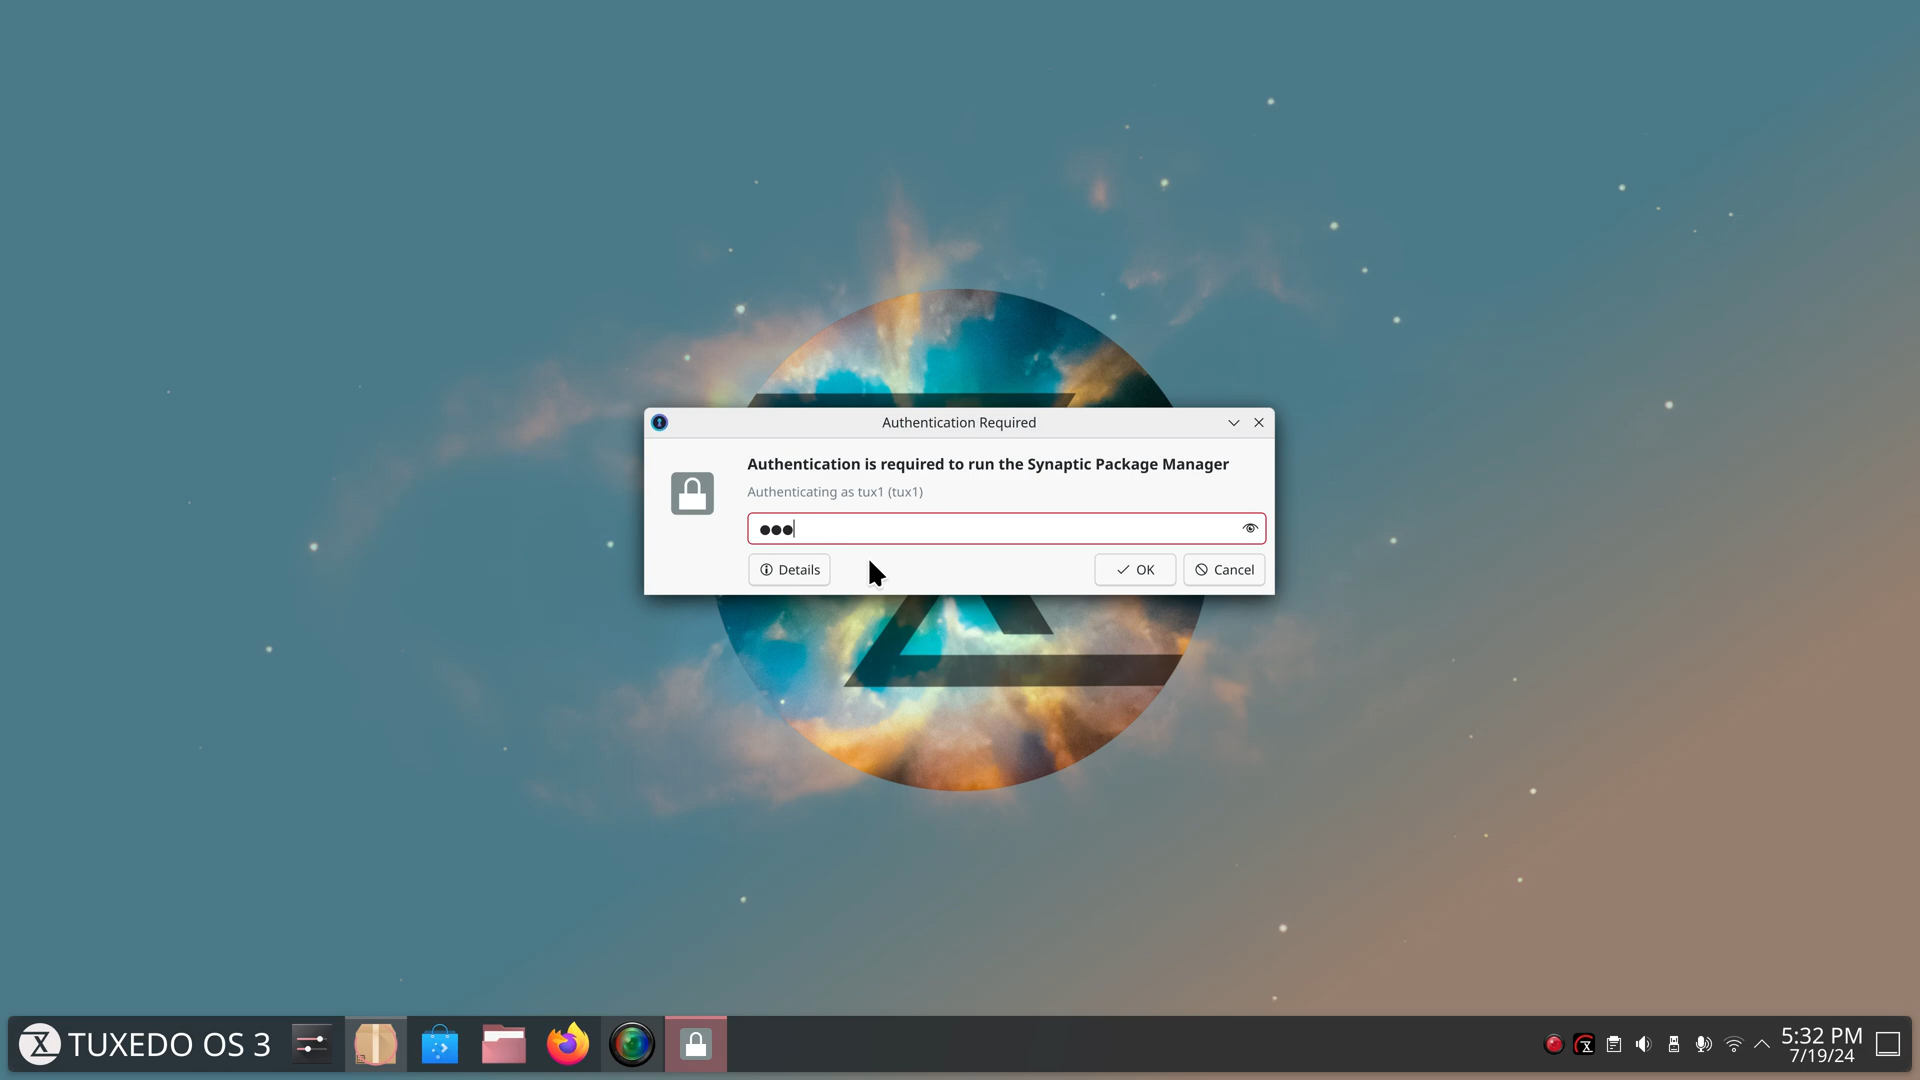 Authentication Required
Authentication is required to run the Synaptic Package Manager
Authenticating as tux1 (tux1)
●●●
Details
OK
Cancel
TUXEDO OS 3
5:32 PM
7/19/24